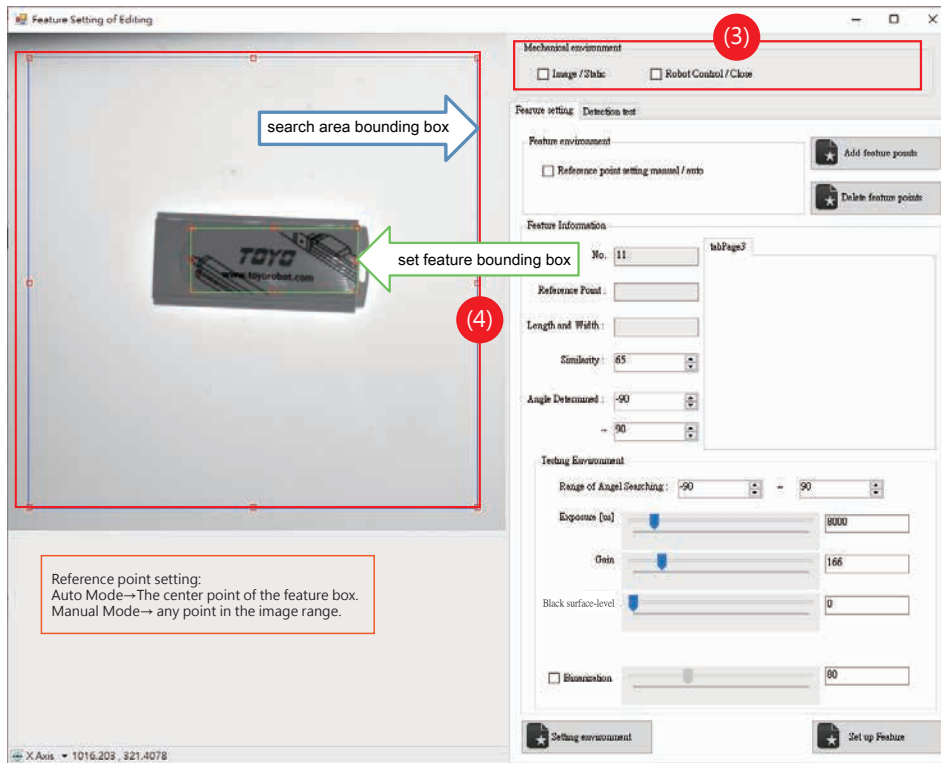 Feature Setting of Editing
(3)
Mechanical environment
Image / Static
Robot Control / Close
Fearure setting
Detection test
search area bounding box
Feature environment
Reference point setting manual / auto
Add feature pouds
Delete feature points
TOYO
www.toyorobot.com
set feature bounding box
(4)
Feature Information
No. 11
tabPage3
Reference Point :
Length and Width :
Similarity : 65
Angle Determined : -90
~ 90
Testing Environment
Range of Angel Searching : -90 ~ 90
Exposure [us] 8000
Gain 166
Black surface-level 0
Binanization 80
Reference point setting:
Auto Mode→The center point of the feature box.
Manual Mode→ any point in the image range.
Setting environment
Set up Feature
X Axis 1016.203 , 321.4078